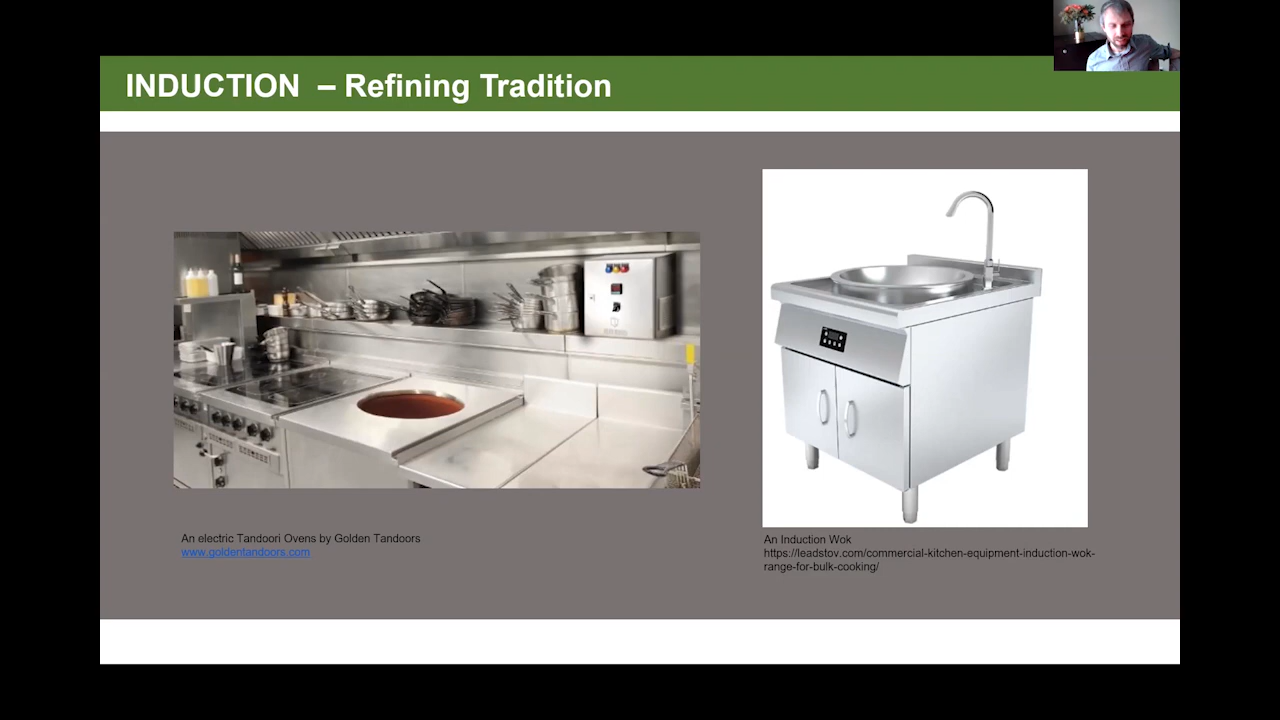 INDUCTION – Refining Tradition
An electric Tandoori Ovens by Golden Tandoors
www.goldentandoors.com
An Induction Wok
https://leadstov.com/commercial-kitchen-equipment-induction-wok-
range-for-bulk-cooking/